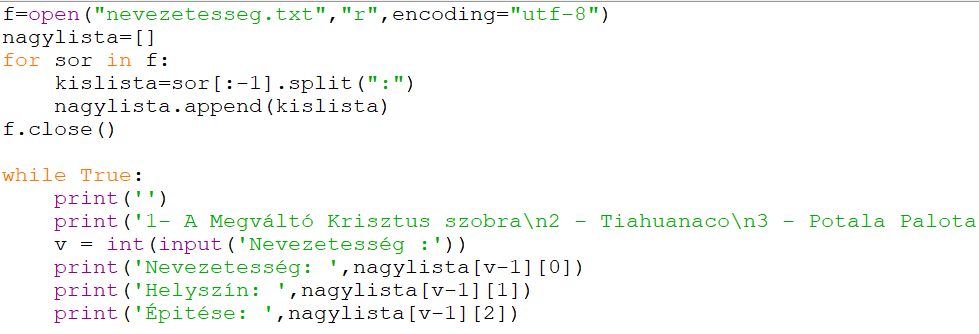 f=open("nevezetesseg.txt","r",encoding="utf-8")
nagylista=[]
for sor in f:
    kislista=sor[:-1].split(":")
    nagylista.append(kislista)
f.close()

while True:
    print('')
    print('1- A Megváltó Krisztus szobra\n2 - Tiahuanaco\n3 - Potala Palota
    v = int(input('Nevezetesség :'))
    print('Nevezetesség: ',nagylista[v-1][0])
    print('Helyszín: ',nagylista[v-1][1])
    print('Építése: ',nagylista[v-1][2])